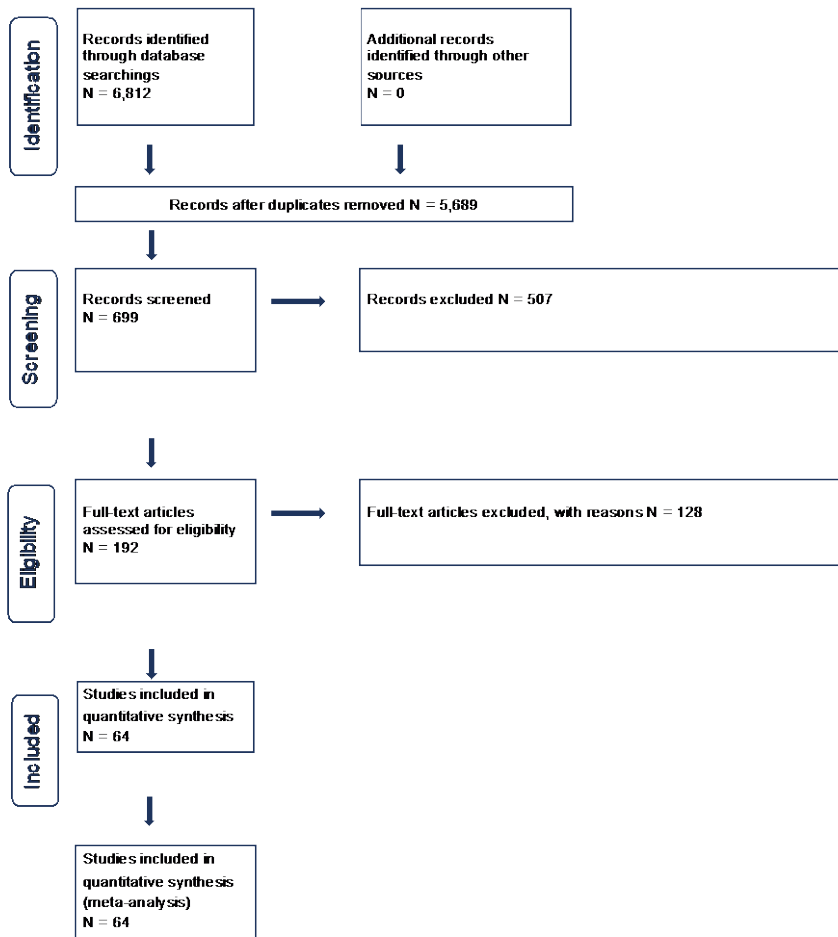 Identification
Records identified
through database
searchings
N = 6,812
Additional records
identified through other
sources
N = 0
Records after duplicates removed N = 5,689
Screening
Records screened
N = 699
Records excluded N = 507
Eligibility
Full-text articles
assessed for eligibility
N = 192
Full-text articles excluded, with reasons N = 128
Included
Studies included in
quantitative synthesis
N = 64
Studies included in
quantitative synthesis
(meta-analysis)
N = 64